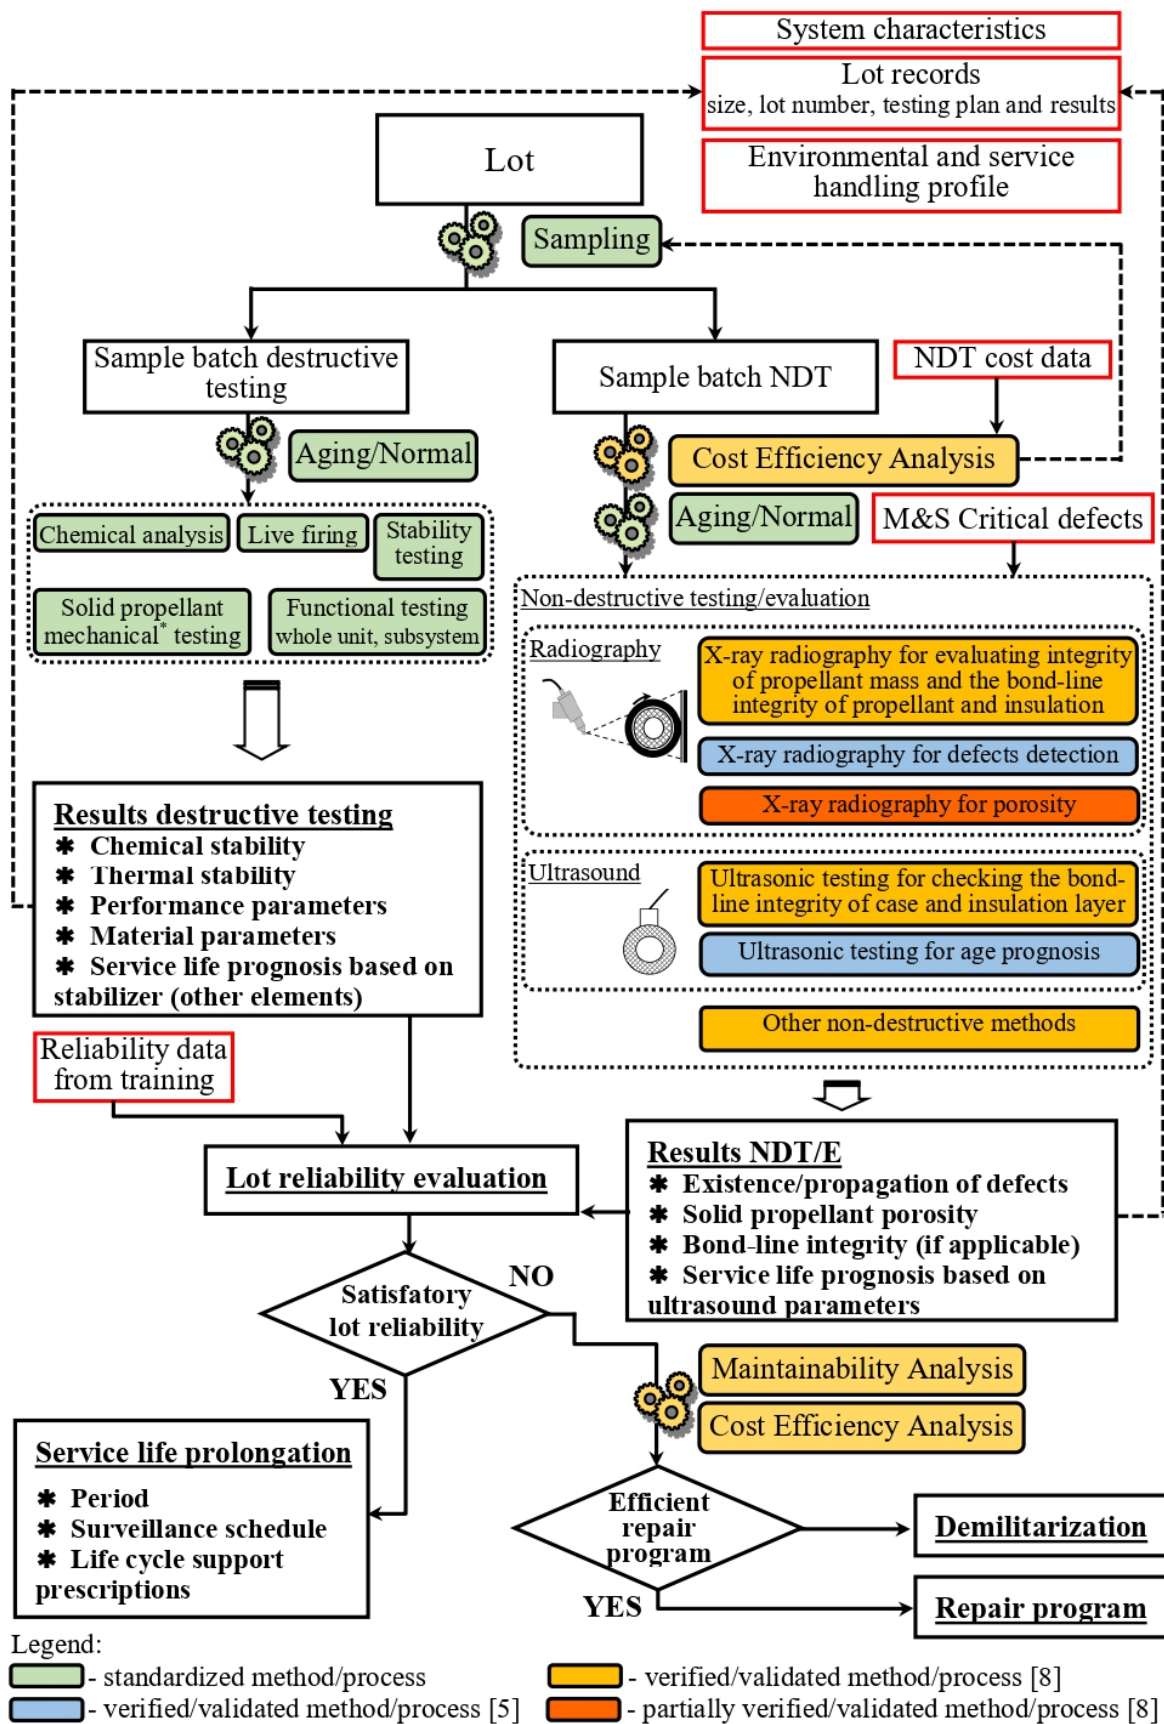 System characteristics
Lot records
size, lot number, testing plan and results
Environmental and service
handling profile
Lot
Sampling
Sample batch destructive
testing
Sample batch NDT
NDT cost data
Aging/Normal
Cost Efficiency Analysis
Aging/Normal
M&S Critical defects
Chemical analysis
Live firing
Stability
testing
Solid propellant
mechanical* testing
Functional testing
whole unit, subsystem
Non-destructive testing/evaluation
Radiography
X-ray radiography for evaluating integrity
of propellant mass and the bond-line
integrity of propellant and insulation
X-ray radiography for defects detection
X-ray radiography for porosity
Ultrasound
Ultrasonic testing for checking the bond-
line integrity of case and insulation layer
Ultrasonic testing for age prognosis
Other non-destructive methods
Results destructive testing
✱ Chemical stability
✱ Thermal stability
✱ Performance parameters
✱ Material parameters
✱ Service life prognosis based on
stabilizer (other elements)
Reliability data
from training
Lot reliability evaluation
Results NDT/E
✱ Existence/propagation of defects
✱ Solid propellant porosity
✱ Bond-line integrity (if applicable)
✱ Service life prognosis based on
ultrasound parameters
Satisfatory
lot reliability
NO
YES
Maintainability Analysis
Cost Efficiency Analysis
Service life prolongation
✱ Period
✱ Surveillance schedule
✱ Life cycle support
prescriptions
Efficient
repair
program
YES
Demilitarization
Repair program
Legend:
- standardized method/process
- verified/validated method/process [8]
- verified/validated method/process [5]
- partially verified/validated method/process [8]